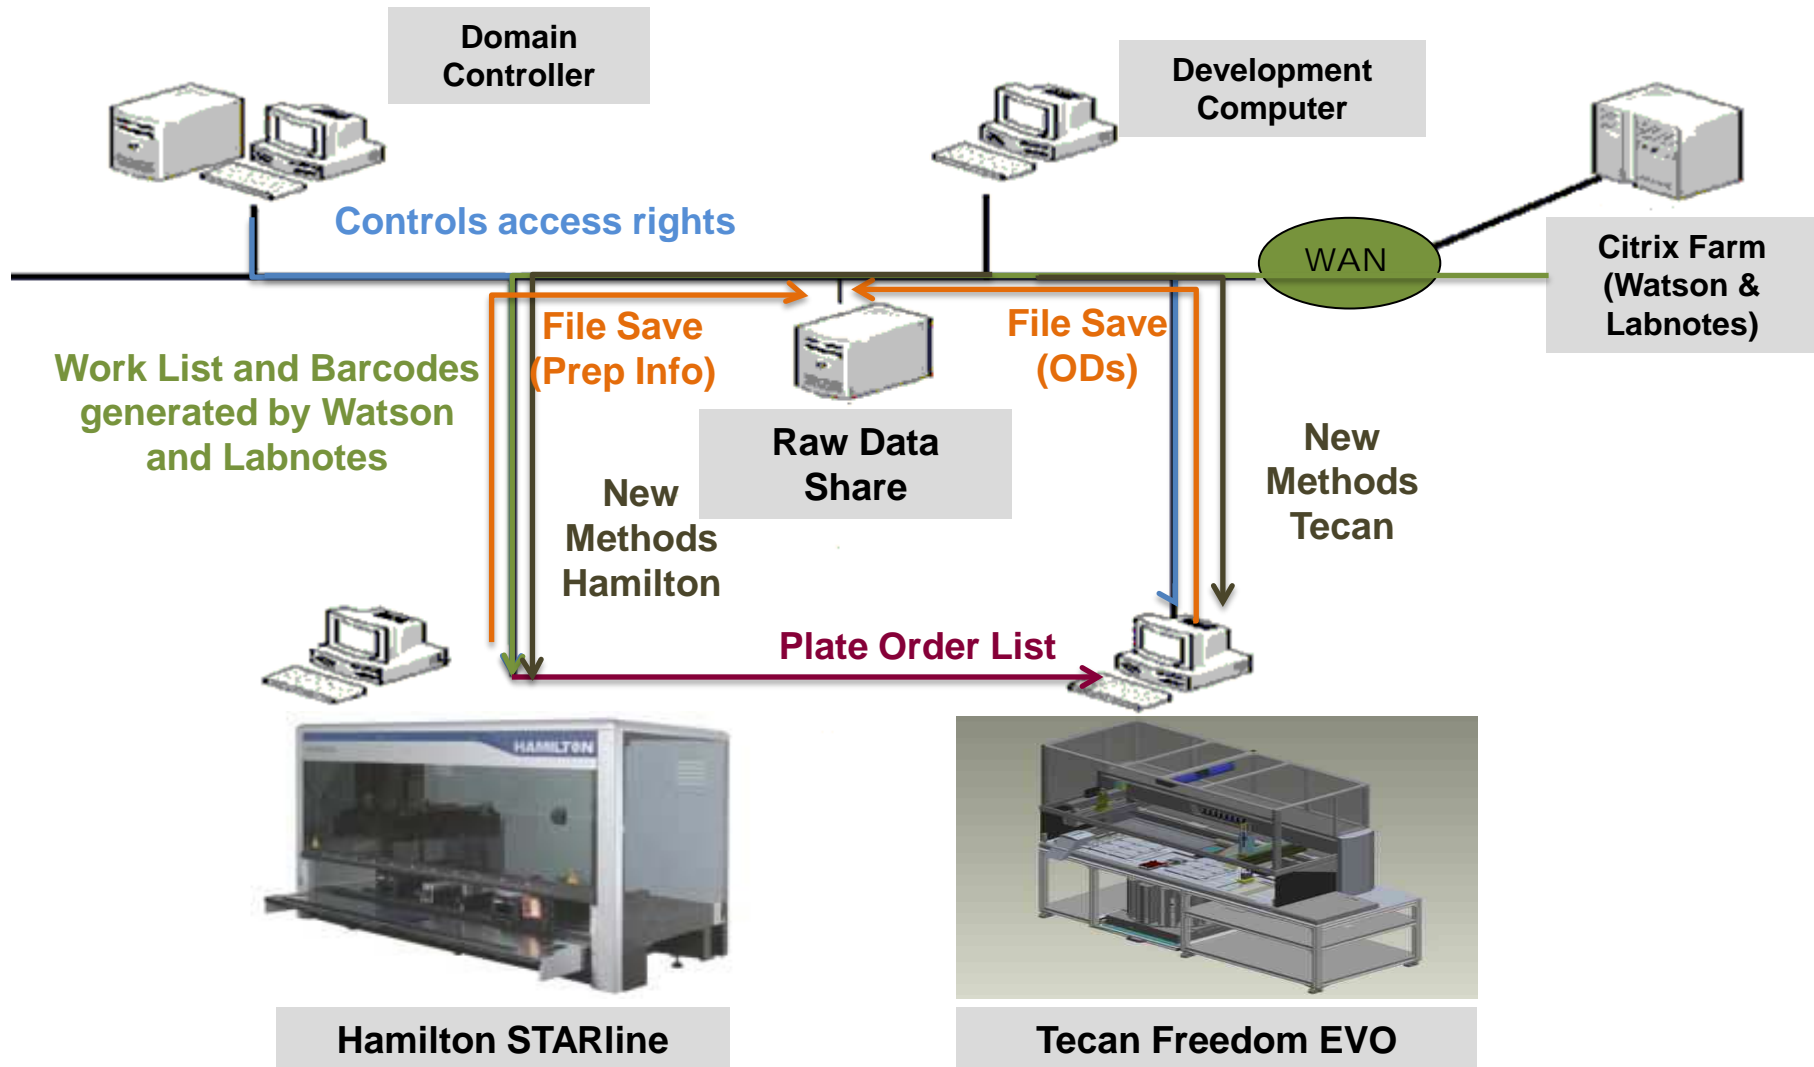 Domain
Controller
Development
Computer
Controls access rights
WAN
Citrix Farm
(Watson &
Labnotes)
File Save
(Prep Info)
File Save
(ODs)
Work List and Barcodes
generated by Watson
and Labnotes
Raw Data
Share
New
Methods
Tecan
New
Methods
Hamilton
Plate Order List
HAMILTON
Hamilton STARline
Tecan Freedom EVO